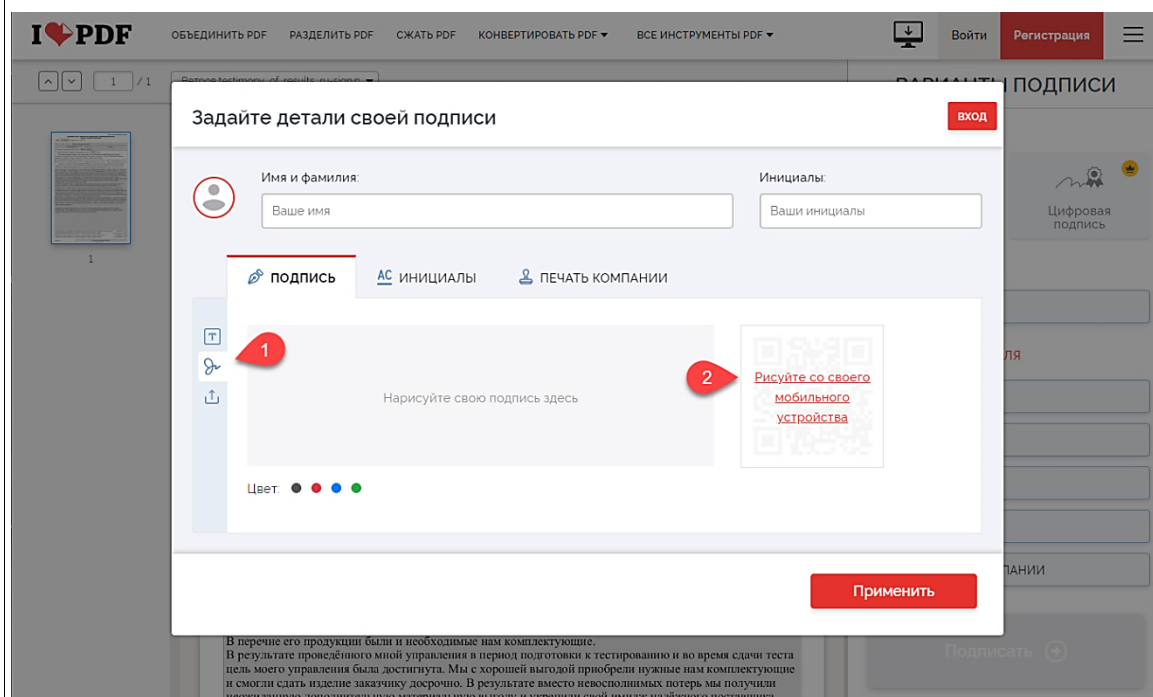 I PDF
ОБЪЕДИНИТЬ PDF РАЗДЕЛИТЬ PDF СЖАТЬ PDF КОНВЕРТИРОВАТЬ PDF ВСЕ ИНСТРУМЕНТЫ PDF
Войти
Регистрация
1 / 1
ПОДПИСИ
Задайте детали своей подписи
ВХОД
Имя и фамилия:
Ваше имя
Инициалы:
Ваши инициалы
Цифровая
подпись
1
ПОДПИСЬ
АС ИНИЦИАЛЫ
ПЕЧАТЬ КОМПАНИИ
T
1
Нарисуйте свою подпись здесь
2
Рисуйте со своего
мобильного
устройства
Цвет:
Применить
Подписать
В перечне его продукции были и необходимые нам комплектующие.
В результате проведённого мной управления в период подготовки к тестированию и во время сдачи теста
цель моего управления была достигнута. Мы с хорошей выгодой приобрели нужные нам комплектующие
и смогли сдать изделие заказчику досрочно. В результате вместо невосполнимых потерь мы получили